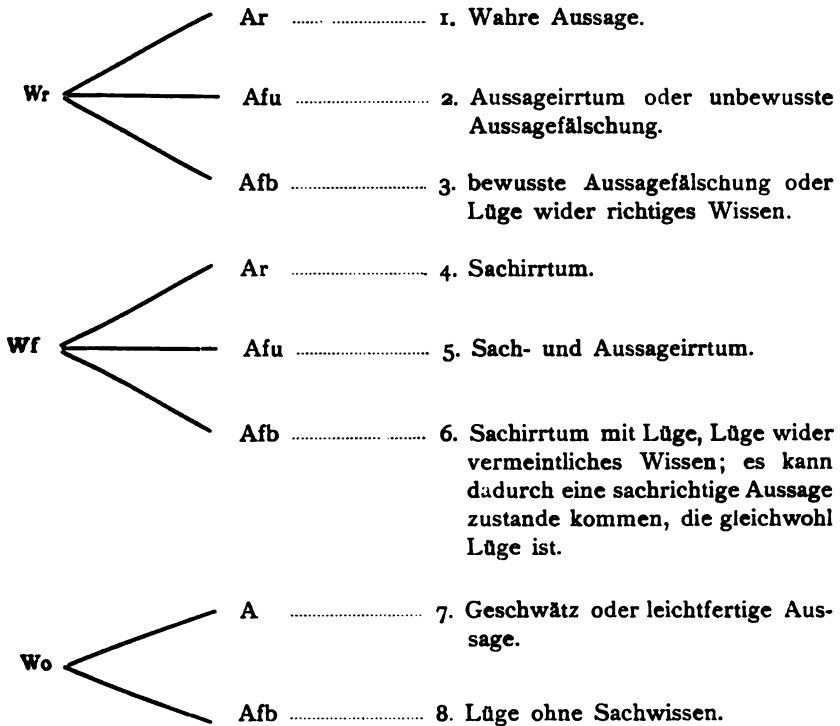 Ar ...... 1. Wahre Aussage.
Wr
Afu ...... 2. Aussageirrtum oder unbewusste
Aussagefälschung.
Afb ...... 3. bewusste Aussagefälschung oder
Lüge wider richtiges Wissen.
Ar ...... 4. Sachirrtum.
Wf
Afu ...... 5. Sach- und Aussageirrtum.
Afb ...... 6. Sachirrtum mit Lüge, Lüge wider
vermeintliches Wissen; es kann
dadurch eine sachrichtige Aussage
zustande kommen, die gleichwohl
Lüge ist.
A ...... 7. Geschwätz oder leichtfertige Aus-
sage.
Wo
Afb ...... 8. Lüge ohne Sachwissen.